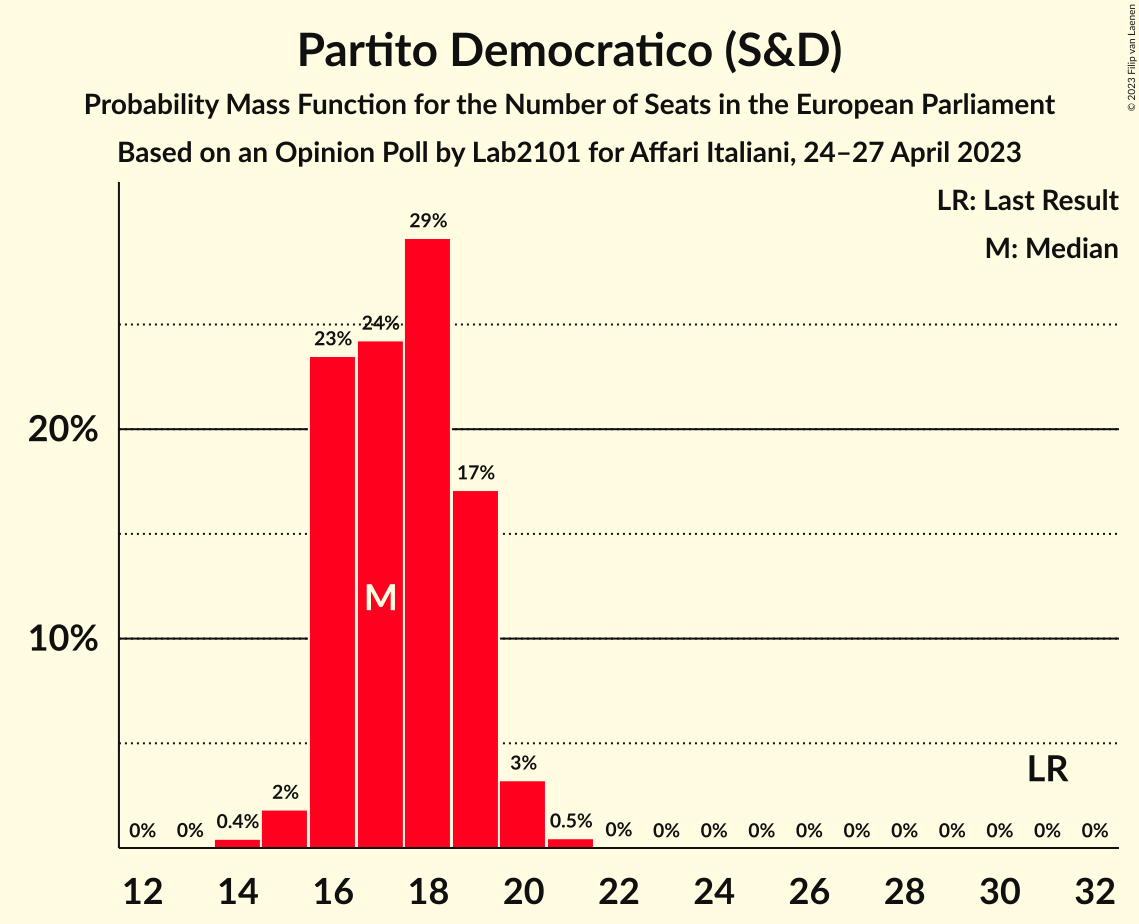 Partito Democratico (S&D)
Probability Mass Function for the Number of Seats in the European Parliament
Based on an Opinion Poll by Lab2101 for Affari Italiani, 24–27 April 2023
© 2023 Filip van Laenen
LR: Last Result
M: Median
20%
10%
0% 0% 0.4% 2% 23% 24% 29% 17% 3% 0.5% 0% 0% 0% 0% 0% 0% 0% 0% 0% 0% 0%
M
LR
12 14 16 18 20 22 24 26 28 30 32